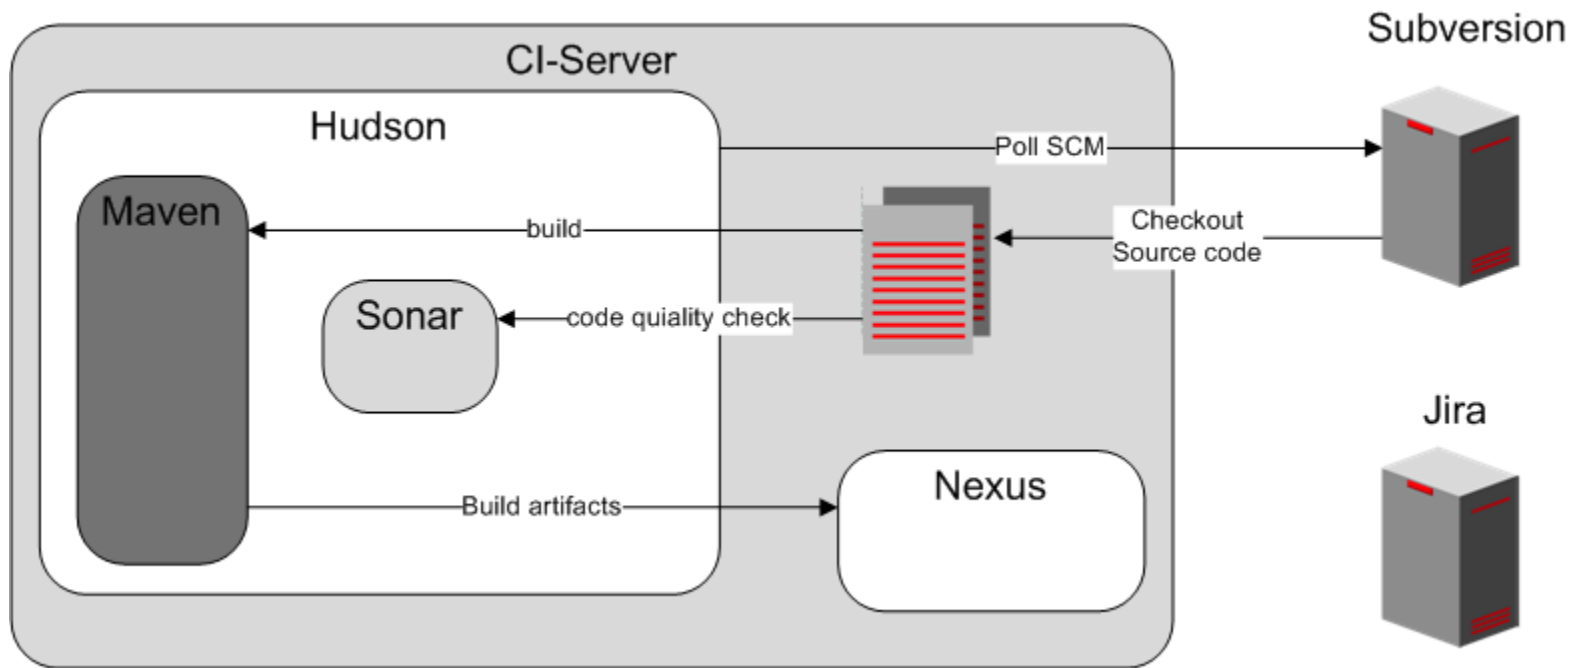 Subversion
CI-Server
Hudson
Poll SCM
Maven
build
Checkout
Source code
Sonar
code quiality check
Jira
Nexus
Build artifacts